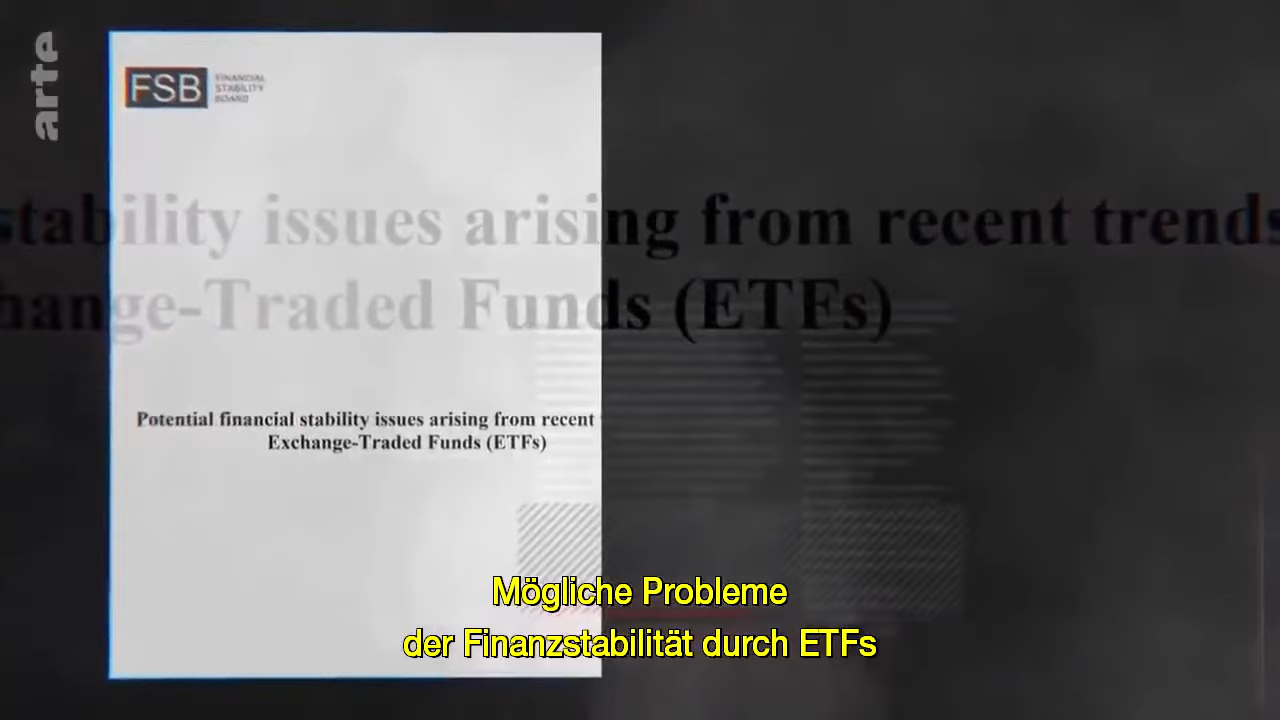 arte
FSB
FINANCIAL
STABILITY
BOARD
stability issues arising from recent trends
hange-Traded Funds (ETFs)
Potential financial stability issues arising from recent
Exchange-Traded Funds (ETFs)
Mögliche Probleme
der Finanzstabilität durch ETFs